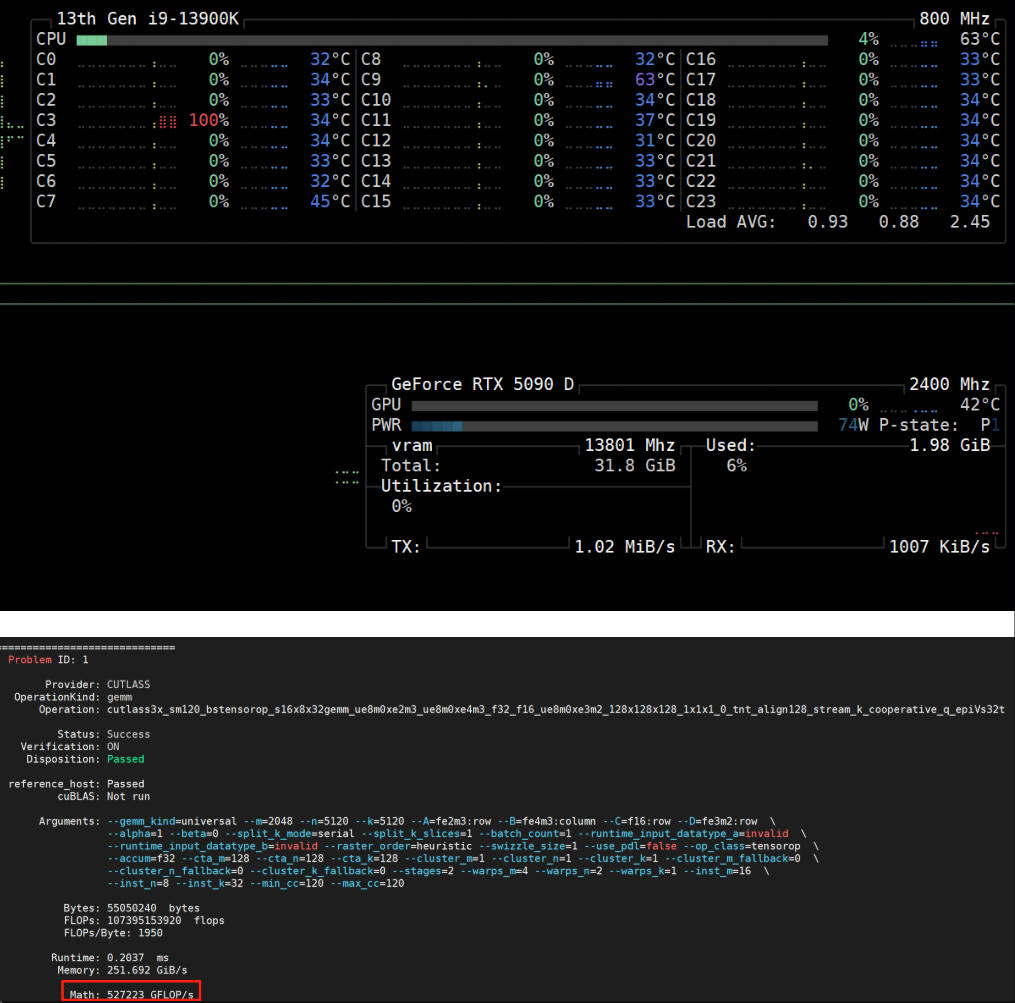 13th Gen i9-13900K 800 MHz
CPU 4% 63°C
C0 0% 32°C C8 0% 32°C C16 0% 33°C
C1 0% 34°C C9 0% 63°C C17 0% 33°C
C2 0% 33°C C10 0% 34°C C18 0% 34°C
C3 100% 34°C C11 0% 37°C C19 0% 34°C
C4 0% 34°C C12 0% 31°C C20 0% 34°C
C5 0% 33°C C13 0% 33°C C21 0% 34°C
C6 0% 32°C C14 0% 33°C C22 0% 34°C
C7 0% 45°C C15 0% 33°C C23 0% 34°C
Load AVG: 0.93 0.88 2.45
GeForce RTX 5090 D 2400 Mhz
GPU 0% 42°C
PWR 74W P-state: P1
vram 13801 Mhz Used: 1.98 GiB
Total: 31.8 GiB 6%
Utilization:
0%
TX: 1.02 MiB/s RX: 1007 KiB/s
=============================
Problem ID: 1
Provider: CUTLASS
OperationKind: gemm
Operation: cutlass3x_sm120_bstensorop_s16x8x32gemm_ue8m0xe2m3_ue8m0xe4m3_f32_f16_ue8m0xe3m2_128x128x128_1x1x1_0_tnt_align128_stream_k_cooperative_q_epiVs32t
Status: Success
Verification: ON
Disposition: Passed
reference_host: Passed
cuBLAS: Not run
Arguments: --gemm_kind=universal --m=2048 --n=5120 --k=5120 --A=fe2m3:row --B=fe4m3:column --C=f16:row --D=fe3m2:row \
--alpha=1 --beta=0 --split_k_mode=serial --split_k_slices=1 --batch_count=1 --runtime_input_datatype_a=invalid \
--runtime_input_datatype_b=invalid --raster_order=heuristic --swizzle_size=1 --use_pdl=false --op_class=tensorop \
--accum=f32 --cta_m=128 --cta_n=128 --cta_k=128 --cluster_m=1 --cluster_n=1 --cluster_k=1 --cluster_m_fallback=0 \
--cluster_n_fallback=0 --cluster_k_fallback=0 --stages=2 --warps_m=4 --warps_n=2 --warps_k=1 --inst_m=16 \
--inst_n=8 --inst_k=32 --min_cc=120 --max_cc=120
Bytes: 55050240 bytes
FLOPs: 107395153920 flops
FLOPs/Byte: 1950
Runtime: 0.2037 ms
Memory: 251.692 GiB/s
Math: 527223 GFLOP/s